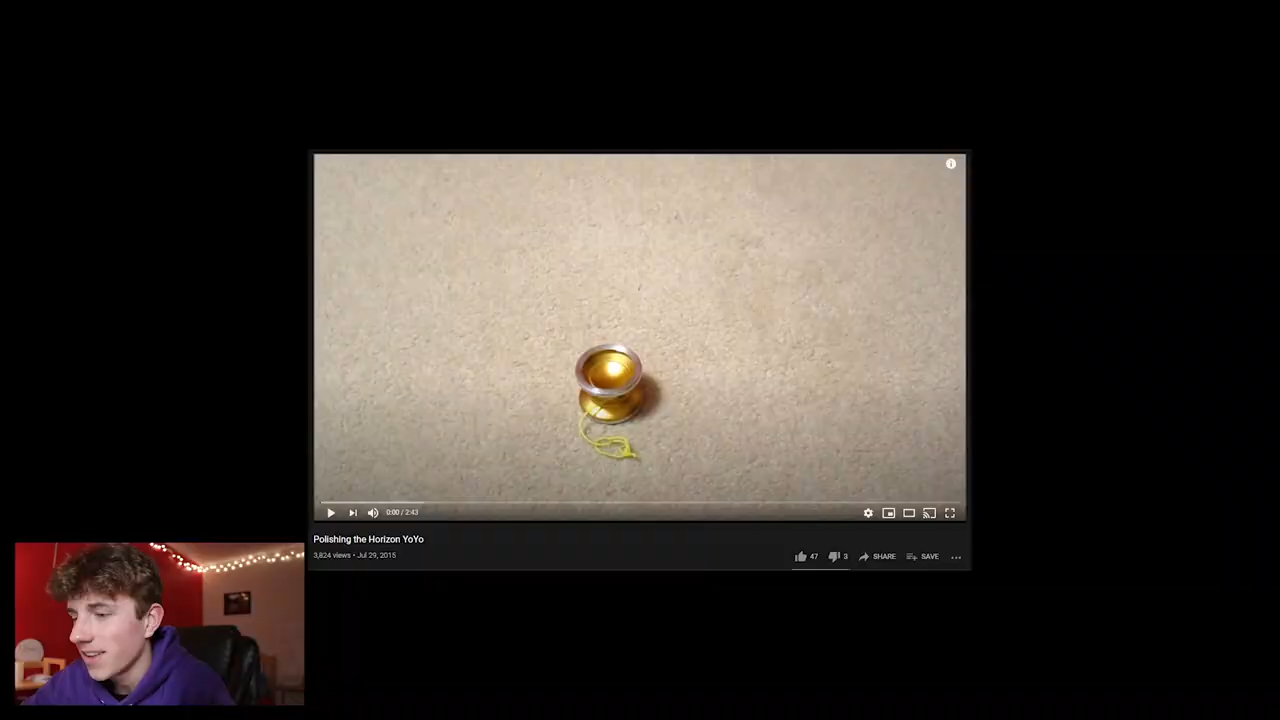 0:00 / 2:43
Polishing the Horizon YoYo
3,824 views • Jul 29, 2015
47
3
SHARE
SAVE